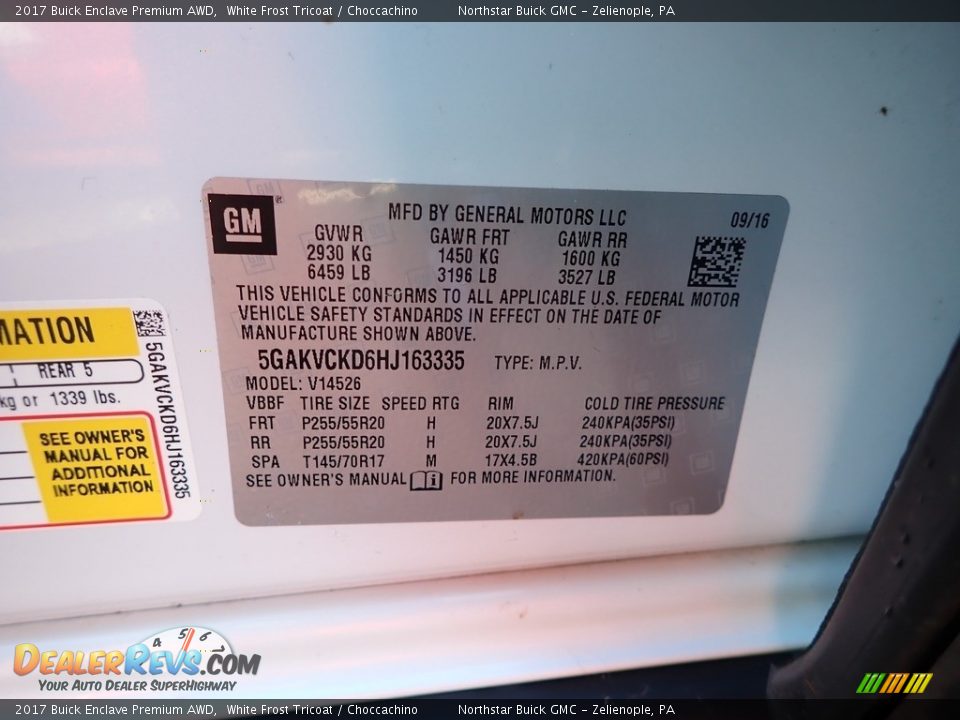 2017 Buick Enclave Premium AWD, White Frost Tricoat / Choccachino Northstar Buick GMC - Zelienople, PA
GM
MFD BY GENERAL MOTORS LLC 09/16
GVWR GAWR FRT GAWR RR
2930 KG 1450 KG 1600 KG
6459 LB 3196 LB 3527 LB
THIS VEHICLE CONFORMS TO ALL APPLICABLE U.S. FEDERAL MOTOR
VEHICLE SAFETY STANDARDS IN EFFECT ON THE DATE OF
MANUFACTURE SHOWN ABOVE.
5GAKVCKD6HJ163335 TYPE: M.P.V.
MODEL: V14526
VBBF TIRE SIZE SPEED RTG RIM COLD TIRE PRESSURE
FRT P255/55R20 H 20X7.5J 240KPA(35PSI)
RR P255/55R20 H 20X7.5J 240KPA(35PSI)
SPA T145/70R17 M 17X4.5B 420KPA(60PSI)
SEE OWNER'S MANUAL FOR MORE INFORMATION.
MATION
REAR 5
kg or 1339 lbs.
5GAKVCKD6HJ163335
SEE OWNER'S
MANUAL FOR
ADDITIONAL
INFORMATION
4 5 6
DEALERREVS.COM
YOUR AUTO DEALER SUPERHIGHWAY
2017 Buick Enclave Premium AWD, White Frost Tricoat / Choccachino Northstar Buick GMC - Zelienople, PA